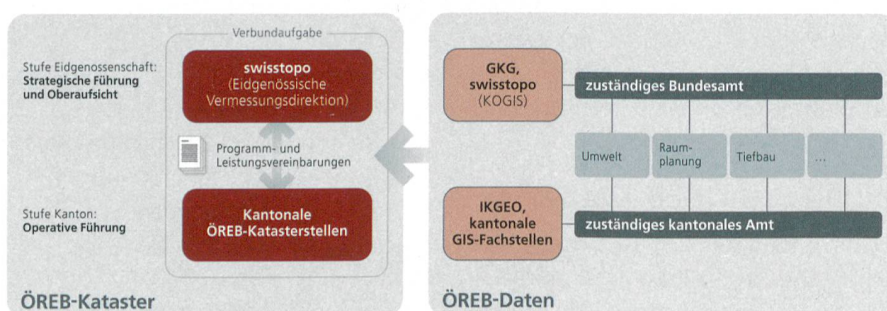 Verbundaufgabe
Stufe Eidgenossenschaft:
Strategische Führung
und Oberaufsicht
swisstopo
(Eidgenössische
Vermessungsdirektion)
Programm- und
Leistungsvereinbarungen
Stufe Kanton:
Operative Führung
Kantonale
ÖREB-Katasterstellen
ÖREB-Kataster
GKG,
swisstopo
(KOGIS)
zuständiges Bundesamt
Umwelt
Raum-
planung
Tiefbau
...
IKGEO,
kantonale
GIS-Fachstellen
zuständiges kantonales Amt
ÖREB-Daten